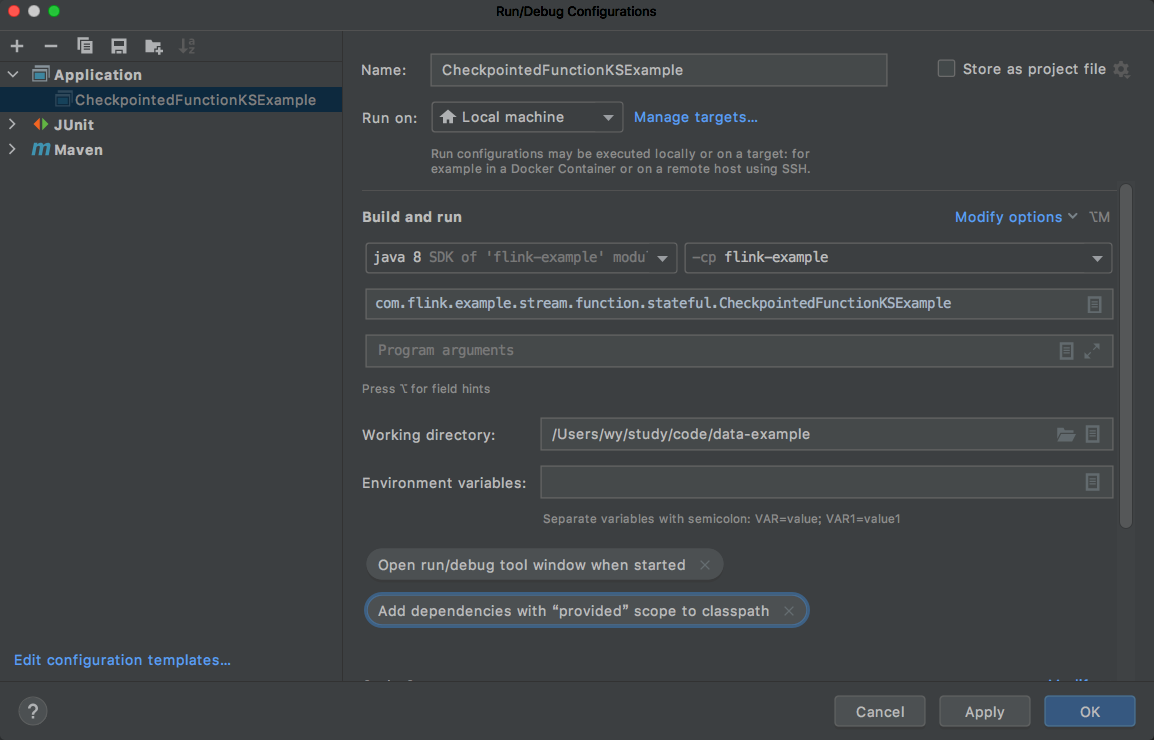 Run/Debug Configurations
Application
CheckpointedFunctionKSExample
JUnit
Maven
Edit configuration templates...
Name:
CheckpointedFunctionKSExample
Store as project file
Run on:
Local machine
Manage targets...
Run configurations may be executed locally or on a target: for
example in a Docker Container or on a remote host using SSH.
Build and run
Modify options ⌥M
java 8 SDK of 'flink-example' modu
-cp flink-example
com.flink.example.stream.function.stateful.CheckpointedFunctionKSExample
Program arguments
Press ⌥ for field hints
Working directory:
/Users/wy/study/code/data-example
Environment variables:
Separate variables with semicolon: VAR=value; VAR1=value1
Open run/debug tool window when started ×
Add dependencies with “provided” scope to classpath ×
?
Cancel
Apply
OK